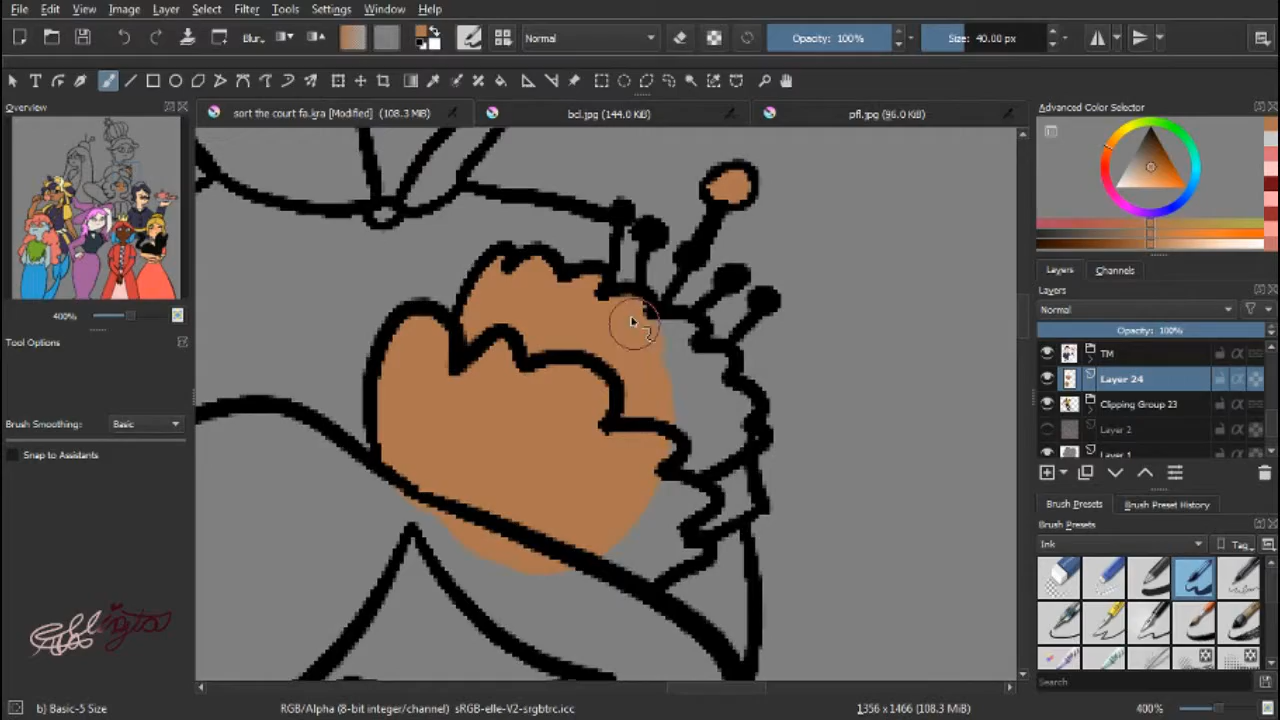 File Edit View Image Layer Select Filter Tools Settings Window Help
Blur.. Normal Opacity: 100% Size: 40.00 px
Overview
sort the court fa.kra [Modified] (108.3 MiB)
bcl.jpg (144.0 KiB)
pfl.jpg (96.0 KiB)
Advanced Color Selector
400%
Tool Options
Brush Smoothing: Basic
Snap to Assistants
Layers Channels
Layers
Normal
Opacity: 100%
TM
Layer 24
Clipping Group 23
Layer 2
Layer 1
Brush Presets Brush Preset History
Brush Presets
Ink Tag
Search
b) Basic-5 Size
RGB/Alpha (8-bit integer/channel) sRGB-elle-V2-srgbtrc.icc
1356 x 1466 (108.3 MiB)
400%